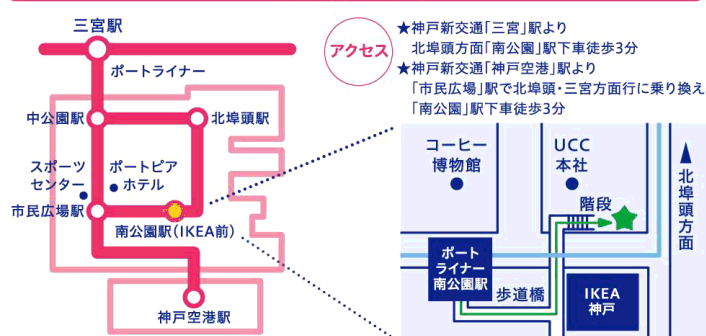 三宮駅
ポートライナー
中公園駅
北埠頭駅
スポーツ
センター
ポートピア
ホテル
市民広場駅
南公園駅(IKEA前)
神戸空港駅
アクセス
★神戸新交通「三宮」駅より
北埠頭方面「南公園」駅下車徒歩3分
★神戸新交通「神戸空港」駅より
「市民広場」駅で北埠頭・三宮方面行に乗り換え
「南公園」駅下車徒歩3分
コーヒー
博物館
UCC
本社
階段
北埠頭方面
ポート
ライナー
南公園駅
歩道橋
IKEA
神戸